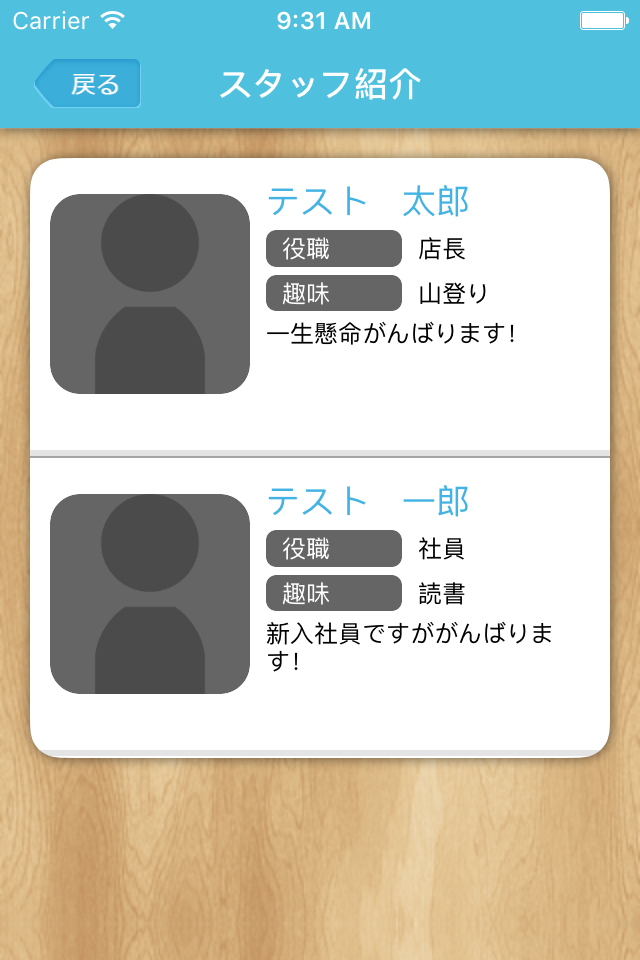 Carrier 9:31 AM
戻る スタッフ紹介
テスト　太郎
役職 店長
趣味 山登り
一生懸命がんばります!
テスト　一郎
役職 社員
趣味 読書
新入社員ですががんばりま
す!